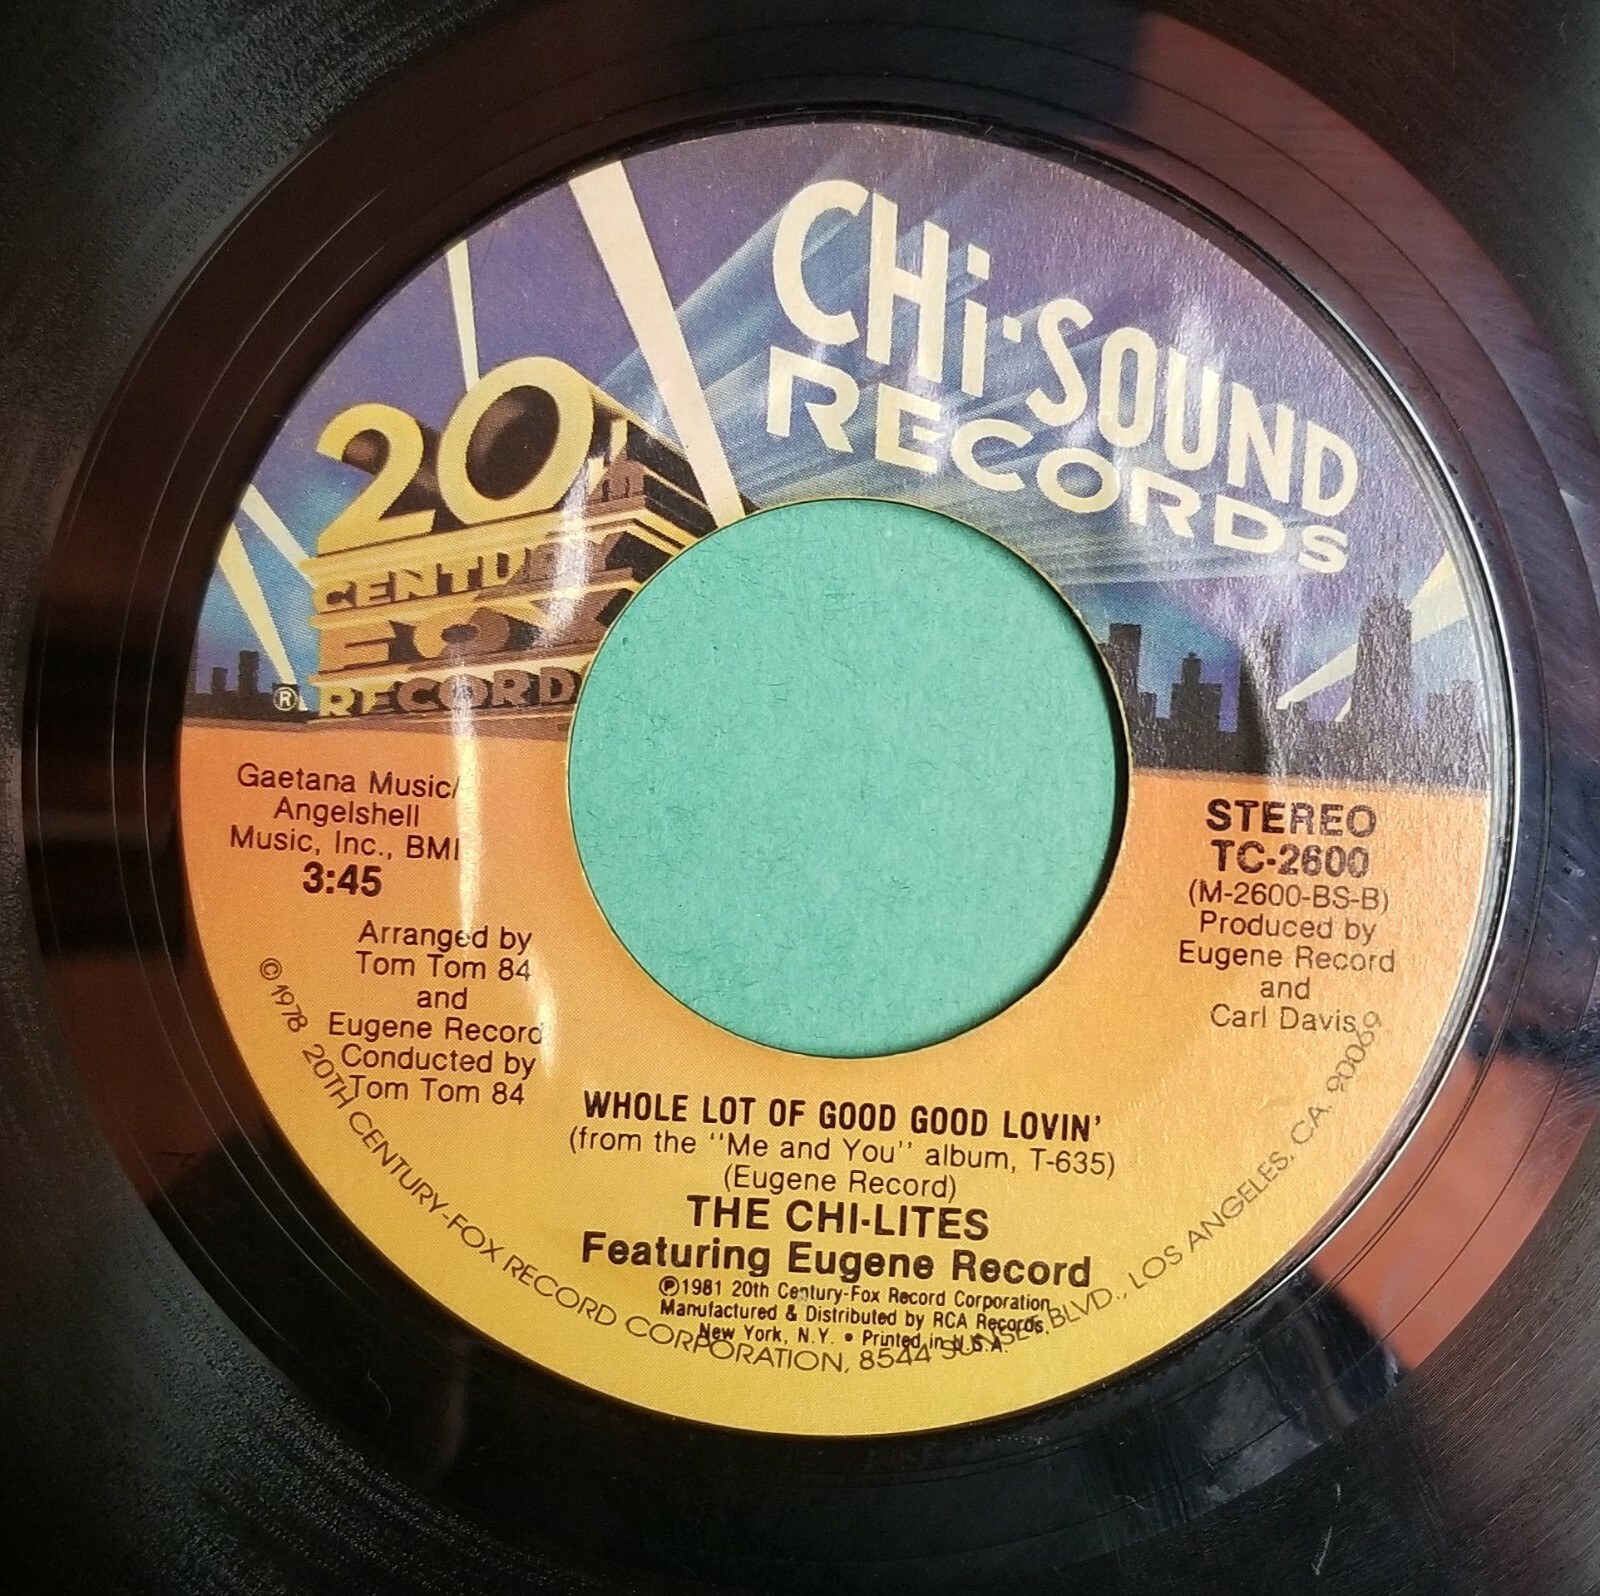 CHi·SOUND
RECORDS
20th
CENTURY
FOX
RECORDS
®
Gaetana Music/
Angelshell
Music, Inc., BMI
3:45
Arranged by
Tom Tom 84
and
Eugene Record
Conducted by
Tom Tom 84
STEREO
TC-2600
(M-2600-BS-B)
Produced by
Eugene Record
and
Carl Davis
WHOLE LOT OF GOOD GOOD LOVIN'
(from the "Me and You" album, T-635)
(Eugene Record)
THE CHI-LITES
Featuring Eugene Record
℗1981 20th Century-Fox Record Corporation
Manufactured & Distributed by RCA Records,
New York, N.Y. • Printed in U.S.A.
©1978 20TH CENTURY-FOX RECORD CORPORATION, 8544 SUNSET BLVD., LOS ANGELES, CA. 90069